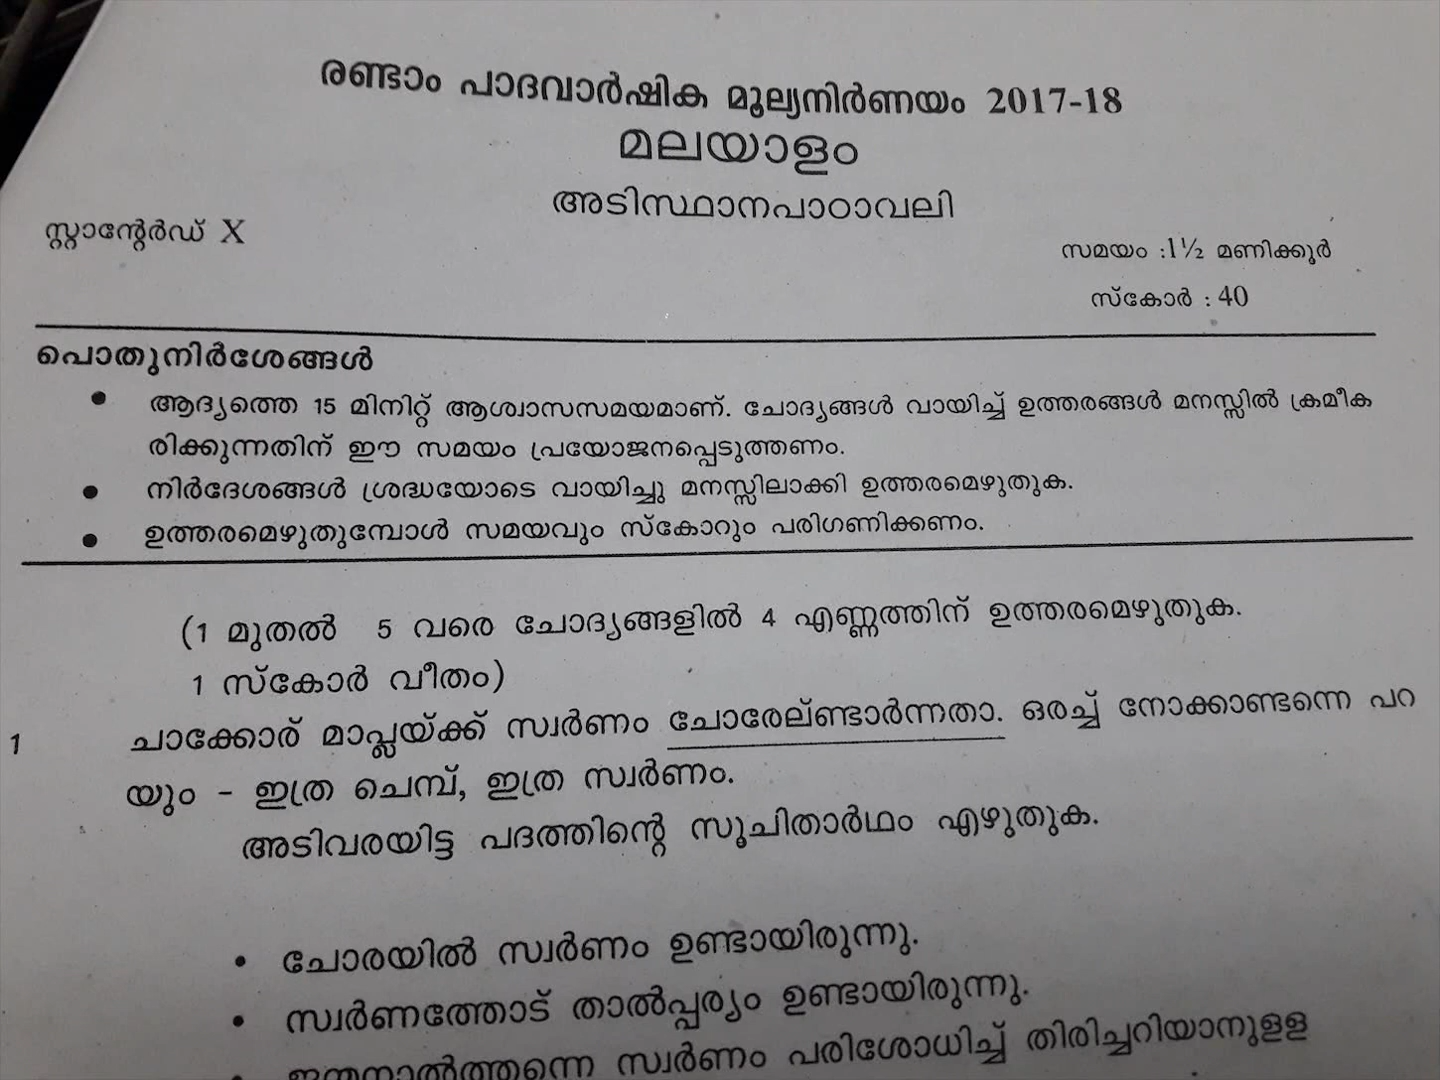 രണ്ടാം പാദവാർഷിക മൂല്യനിർണയം 2017-18
മലയാളം
അടിസ്ഥാനപാഠാവലി
സ്റ്റാന്റേർഡ് X
സമയം :1½ മണിക്കൂർ
സ്കോർ : 40
പൊതുനിർശേങ്ങൾ
• ആദ്യത്തെ 15 മിനിറ്റ് ആശ്വാസസമയമാണ്. ചോദ്യങ്ങൾ വായിച്ച് ഉത്തരങ്ങൾ മനസ്സിൽ ക്രമീക
രിക്കുന്നതിന് ഈ സമയം പ്രയോജനപ്പെടുത്തണം.
• നിർദേശങ്ങൾ ശ്രദ്ധയോടെ വായിച്ചു മനസ്സിലാക്കി ഉത്തരമെഴുതുക.
• ഉത്തരമെഴുതുമ്പോൾ സമയവും സ്കോറും പരിഗണിക്കണം.
(1 മുതൽ 5 വരെ ചോദ്യങ്ങളിൽ 4 എണ്ണത്തിന് ഉത്തരമെഴുതുക.
1 സ്കോർ വീതം)
1 ചാക്കോര് മാപ്ലയ്ക്ക് സ്വർണം ചോരേല്ണ്ടാർന്നതാ. ഒരച്ച് നോക്കാണ്ടന്നെ പറ
യും - ഇത്ര ചെമ്പ്, ഇത്ര സ്വർണം.
അടിവരയിട്ട പദത്തിന്റെ സൂചിതാർഥം എഴുതുക.
• ചോരയിൽ സ്വർണം ഉണ്ടായിരുന്നു.
• സ്വർണത്തോട് താൽപ്പര്യം ഉണ്ടായിരുന്നു.
• സ്വർണം പരിശോധിച്ച് തിരിച്ചറിയാനുളള